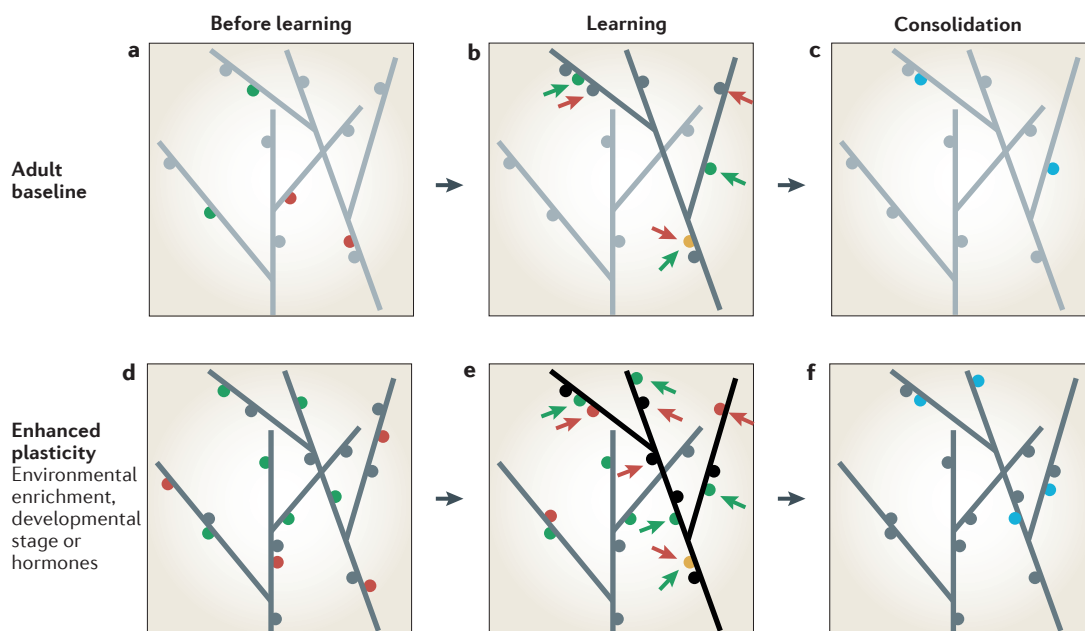 Before learning
Learning
Consolidation
a
b
c
Adult
baseline
d
e
f
Enhanced
plasticity
Environmental
enrichment,
developmental
stage or
hormones